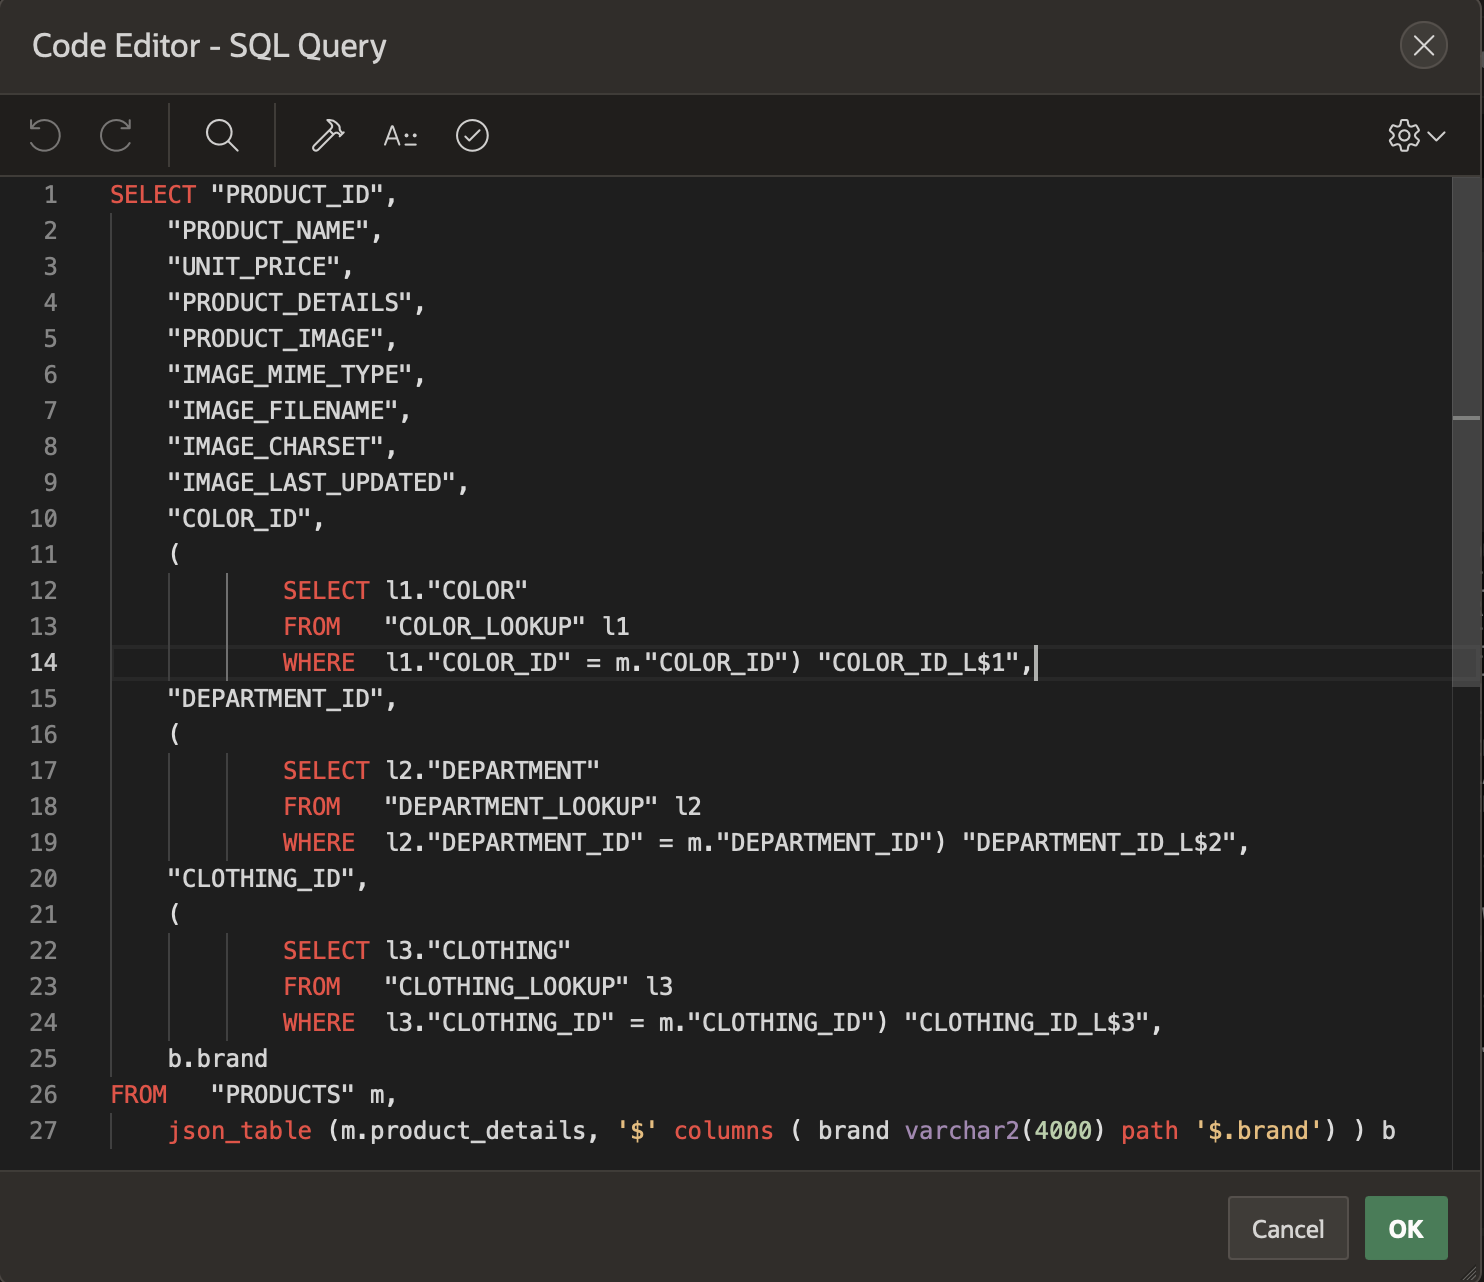 Code Editor - SQL Query
A::
1 SELECT "PRODUCT_ID",
2 "PRODUCT_NAME",
3 "UNIT_PRICE",
4 "PRODUCT_DETAILS",
5 "PRODUCT_IMAGE",
6 "IMAGE_MIME_TYPE",
7 "IMAGE_FILENAME",
8 "IMAGE_CHARSET",
9 "IMAGE_LAST_UPDATED",
10 "COLOR_ID",
11 (
12 SELECT l1."COLOR"
13 FROM   "COLOR_LOOKUP" l1
14 WHERE  l1."COLOR_ID" = m."COLOR_ID") "COLOR_ID_L$1",
15 "DEPARTMENT_ID",
16 (
17 SELECT l2."DEPARTMENT"
18 FROM   "DEPARTMENT_LOOKUP" l2
19 WHERE  l2."DEPARTMENT_ID" = m."DEPARTMENT_ID") "DEPARTMENT_ID_L$2",
20 "CLOTHING_ID",
21 (
22 SELECT l3."CLOTHING"
23 FROM   "CLOTHING_LOOKUP" l3
24 WHERE  l3."CLOTHING_ID" = m."CLOTHING_ID") "CLOTHING_ID_L$3",
25 b.brand
26 FROM   "PRODUCTS" m,
27 json_table (m.product_details, '$' columns ( brand varchar2(4000) path '$.brand') ) b
Cancel OK